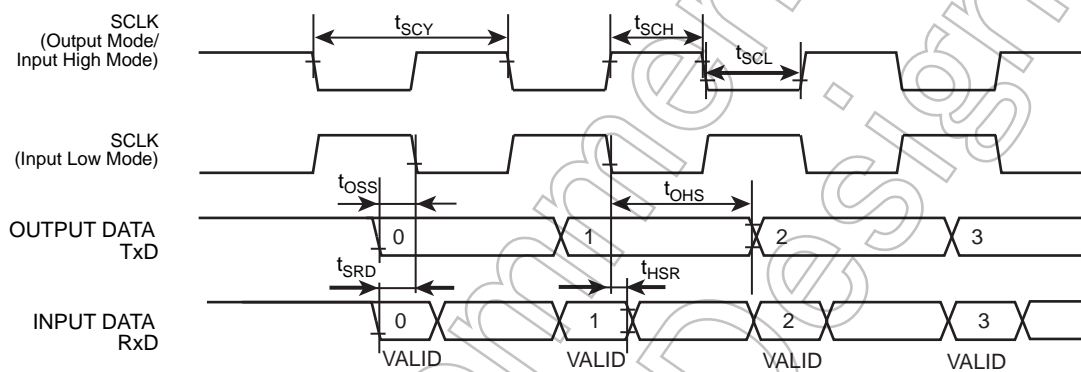 SCLK
(Output Mode/
Input High Mode)
tSCY
tSCH
tSCL
SCLK
(Input Low Mode)
tOSS
tOHS
OUTPUT DATA
TxD
0
1
2
3
tSRD
tHSR
INPUT DATA
RxD
0
1
2
3
VALID
VALID
VALID
VALID